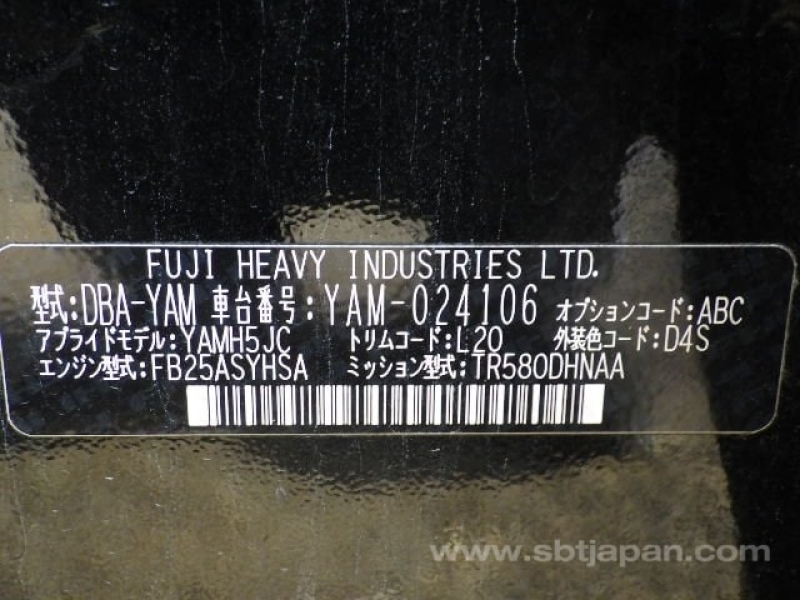 FUJI HEAVY INDUSTRIES LTD.
型式:DBA-YAM 車台番号:YAM-024106 オプションコード:ABC
アプライドモデル:YAMH5JC トリムコード:L20 外装色コード:D4S
エンジン型式:FB25ASYHSA ミッション型式:TR580DHNAA
www.sbtjapan.com